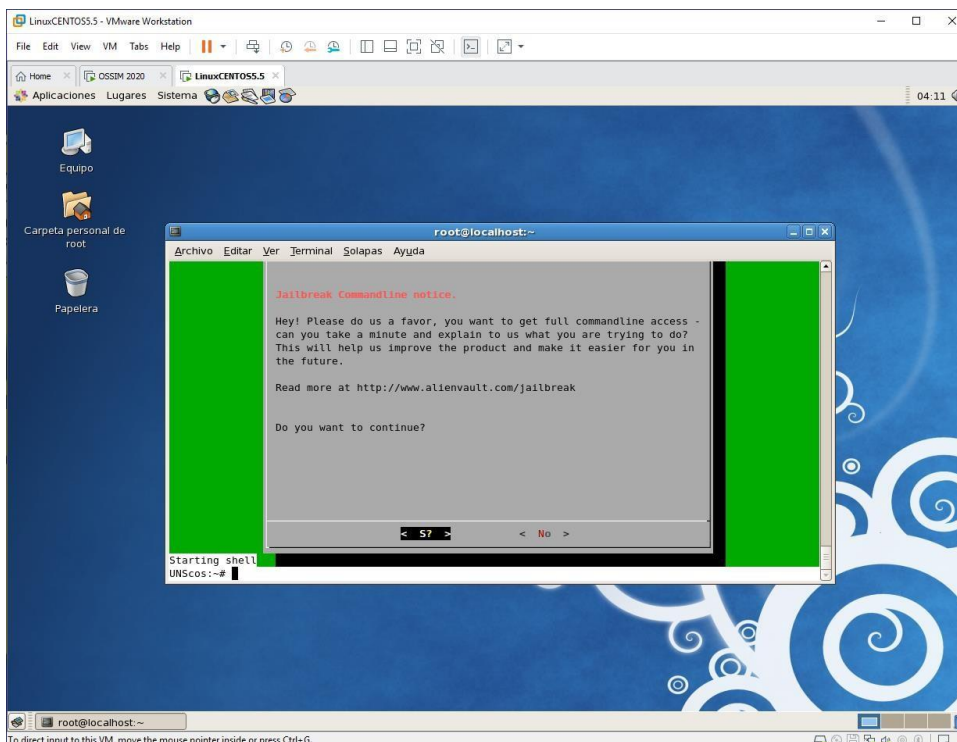 LinuxCENTOS5.5 - VMware Workstation
File Edit View VM Tabs Help
Home OSSIM 2020 LinuxCENTOS5.5
Aplicaciones Lugares Sistema 04:11
Equipo
Carpeta personal de
root
Papelera
root@localhost:~
Archivo Editar Ver Terminal Solapas Ayuda
Jailbreak Commandline notice.
Hey! Please do us a favor, you want to get full commandline access -
can you take a minute and explain to us what you are trying to do?
This will help us improve the product and make it easier for you in
the future.
Read more at http://www.alienvault.com/jailbreak
Do you want to continue?
< S? > < No >
Starting shell
UNScos:~#
root@localhost:~
To direct input to this VM, move the mouse pointer inside or press Ctrl+G.